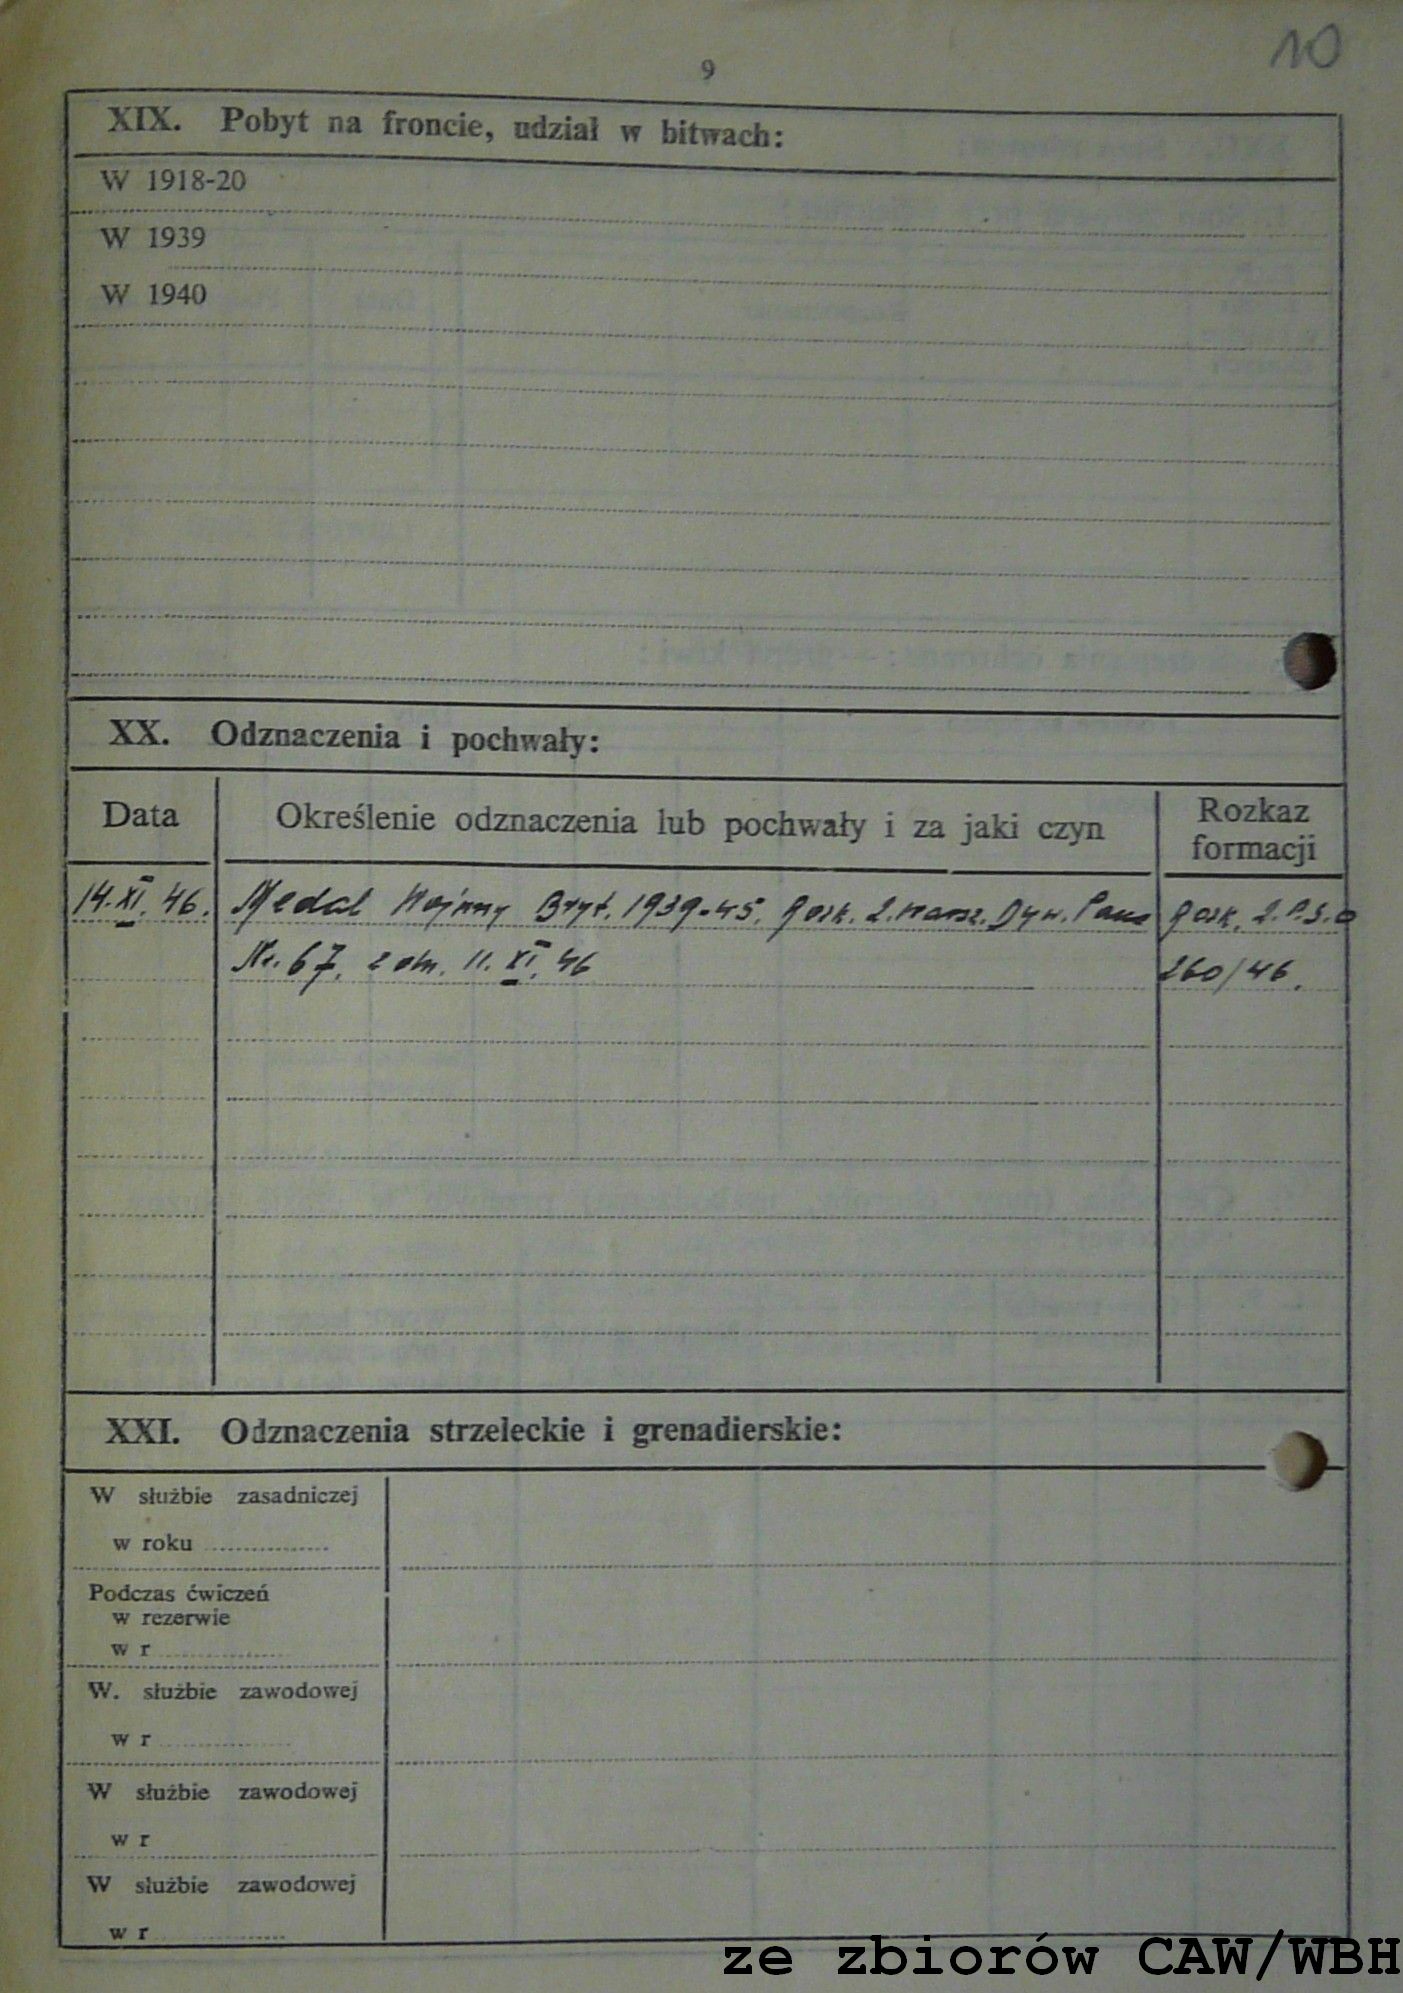 10
9
XIX. Pobyt na froncie, udział w bitwach:
W 1918-20
W 1939
W 1940
XX. Odznaczenia i pochwały:
Data
Określenie odznaczenia lub pochwały i za jaki czyn
Rozkaz
formacji
14.XI.46. Medal Wojnny Bryt. 1939-45. Rozk. 2. Warsz. Dyw. Panc
Rozk. 2. P.S.
Nr. 67, z dn. 11.XI.46
260/46.
XXI. Odznaczenia strzeleckie i grenadierskie:
W służbie zasadniczej
w roku
Podczas ćwiczeń
w rezerwie
w r
W. służbie zawodowej
w r
W służbie zawodowej
w r
W służbie zawodowej
w r
ze zbiorów CAW/WBH